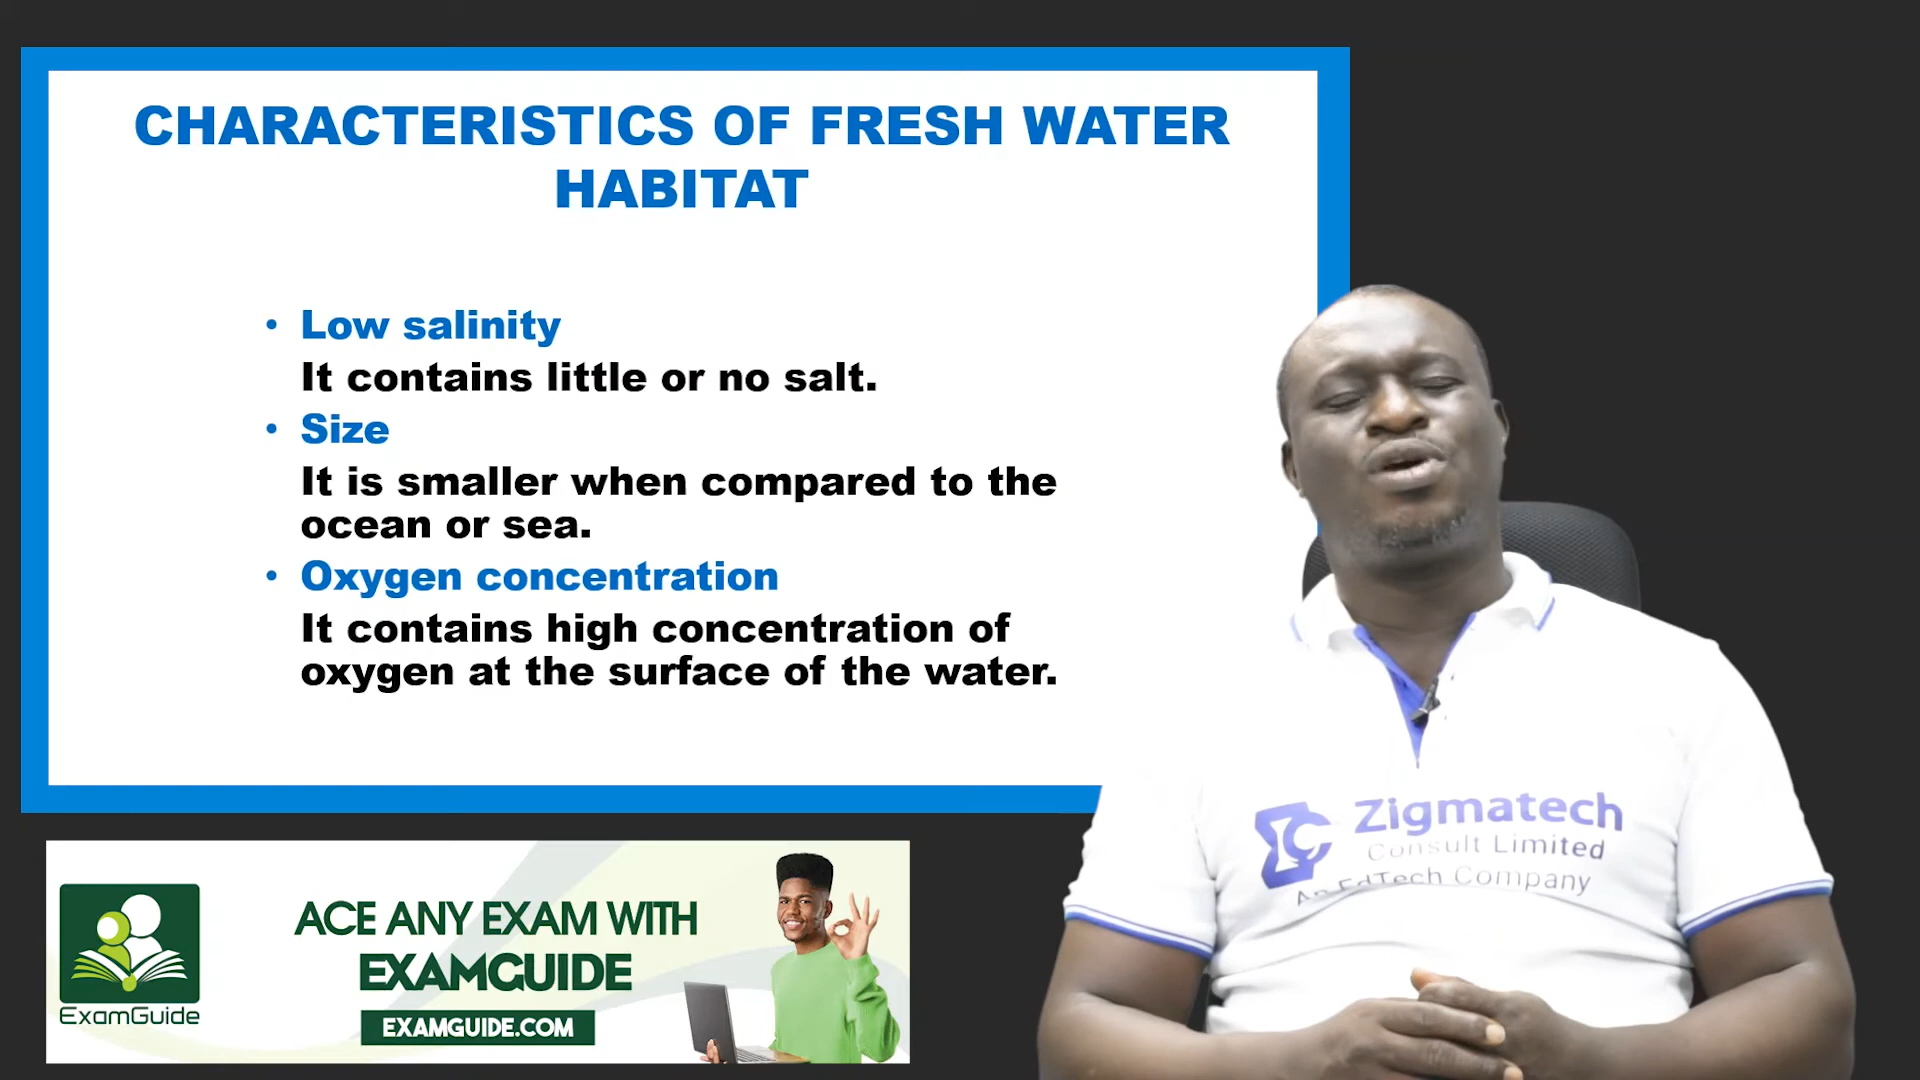 CHARACTERISTICS OF FRESH WATER
HABITAT
• Low salinity
It contains little or no salt.
• Size
It is smaller when compared to the
ocean or sea.
• Oxygen concentration
It contains high concentration of
oxygen at the surface of the water.
Zigmatech
Consult Limited
An EdTech Company
ExamGuide
ACE ANY EXAM WITH
EXAMGUIDE
EXAMGUIDE.COM